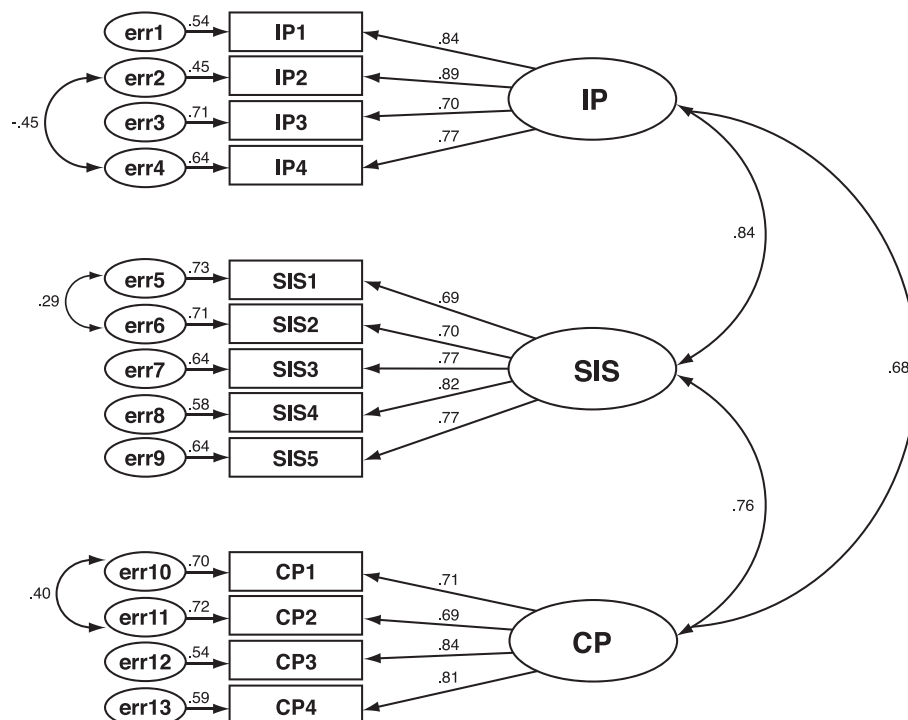 err1 .54 IP1 .84
err2 .45 IP2 .89
err3 .71 IP3 .70
err4 .64 IP4 .77
-.45
IP
.84
.68
err5 .73 SIS1 .69
err6 .71 SIS2 .70
err7 .64 SIS3 .77
err8 .58 SIS4 .82
err9 .64 SIS5 .77
.29
SIS
.76
err10 .70 CP1 .71
err11 .72 CP2 .69
err12 .54 CP3 .84
err13 .59 CP4 .81
.40
CP